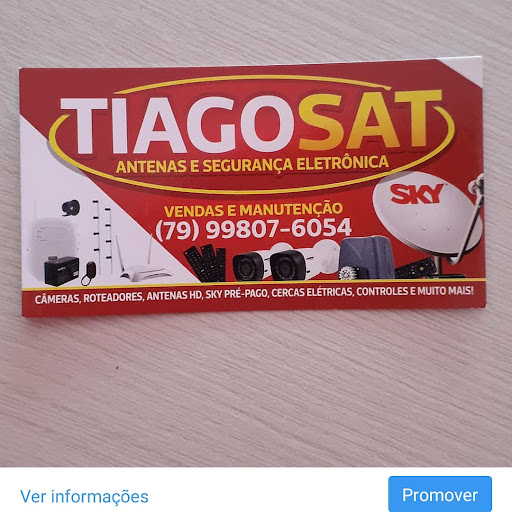 TIAGOSAT
ANTENAS E SEGURANÇA ELETRÔNICA
VENDAS E MANUTENÇÃO
(79) 99807-6054
SKY
CÂMERAS, ROTEADORES, ANTENAS HD, SKY PRÉ-PAGO, CERCAS ELÉTRICAS, CONTROLES E MUITO MAIS!
Ver informações
Promover